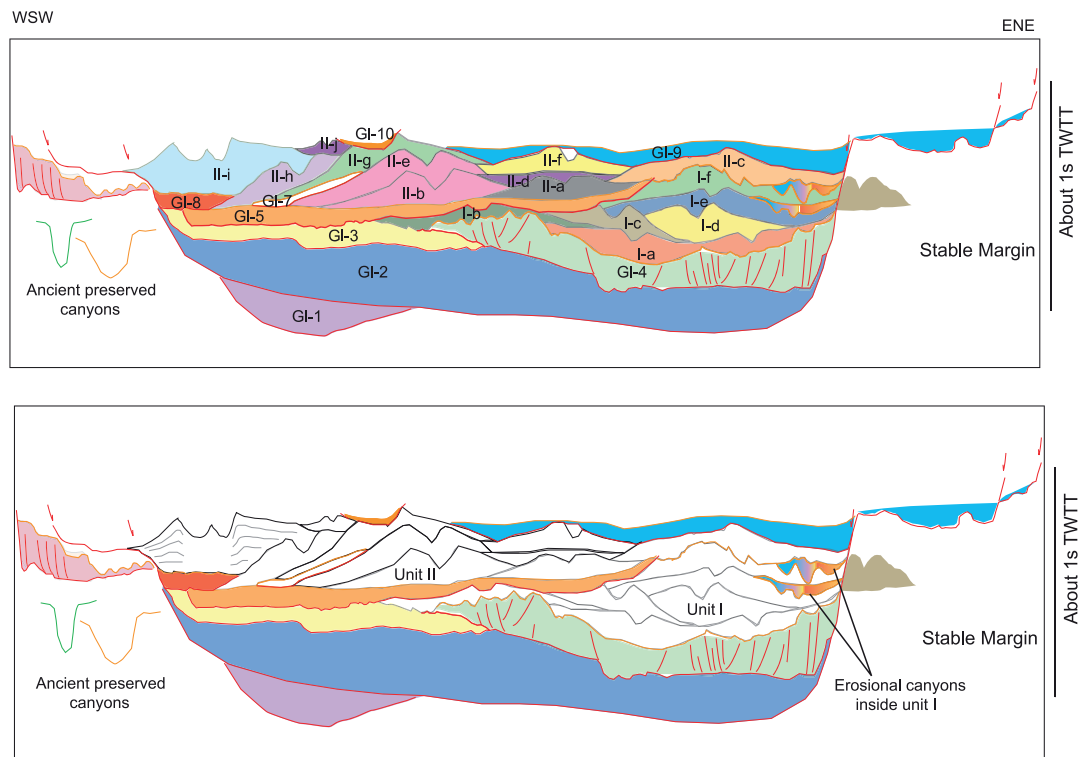 WSW
ENE
GI-10
II-j
II-g
II-e
II-f
GI-9
II-c
II-i
II-h
II-d
II-a
I-f
GI-8
GI-7
II-b
I-e
GI-5
I-b
I-c
I-d
GI-3
I-a
GI-2
GI-4
GI-1
Ancient preserved
canyons
Stable Margin
About 1s TWTT
Unit II
Unit I
Ancient preserved
canyons
Stable Margin
Erosional canyons
inside unit I
About 1s TWTT